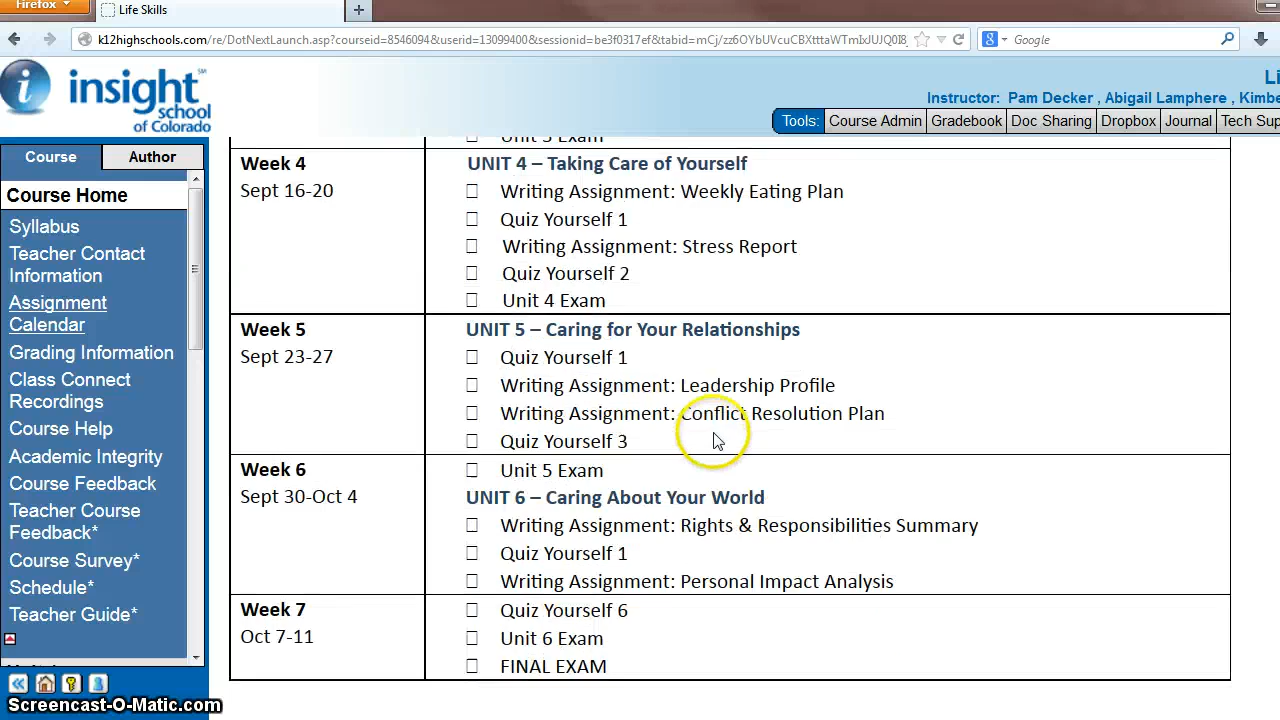 Firefox
Life Skills
k12highschools.com/re/DotNextLaunch.asp?courseid=8546094&userid=13099400&sessionid=be3f0317ef&tabid=
Google
insight
school
of Colorado
Li
Instructor: Pam Decker , Abigail Lamphere , Kimbe
Tools: Course Admin Gradebook Doc Sharing Dropbox Journal Tech Sup
Course Author
Course Home
Syllabus
Teacher Contact
Information
Assignment
Calendar
Grading Information
Class Connect
Recordings
Course Help
Academic Integrity
Course Feedback
Teacher Course
Feedback*
Course Survey*
Schedule*
Teacher Guide*
Unit 3 Exam
Week 4
Sept 16-20
UNIT 4 – Taking Care of Yourself
Writing Assignment: Weekly Eating Plan
Quiz Yourself 1
Writing Assignment: Stress Report
Quiz Yourself 2
Unit 4 Exam
Week 5
Sept 23-27
UNIT 5 – Caring for Your Relationships
Quiz Yourself 1
Writing Assignment: Leadership Profile
Writing Assignment: Conflict Resolution Plan
Quiz Yourself 3
Week 6
Sept 30-Oct 4
Unit 5 Exam
UNIT 6 – Caring About Your World
Writing Assignment: Rights & Responsibilities Summary
Quiz Yourself 1
Writing Assignment: Personal Impact Analysis
Week 7
Oct 7-11
Quiz Yourself 6
Unit 6 Exam
FINAL EXAM
Screencast-O-Matic.com